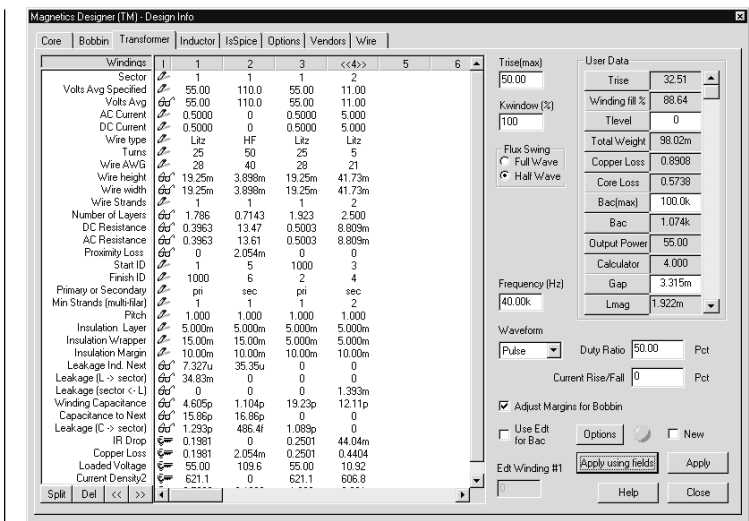 Magnetics Designer (TM) - Design Info
Core Bobbin Transformer Inductor IsSpice Options Vendors Wire
Windings I 1 2 3 <<4>> 5 6
Sector 1 1 1 2
Volts Avg Specified 55.00 110.0 55.00 11.00
Volts Avg 55.00 110.0 55.00 11.00
AC Current 0.5000 0 0.5000 5.000
DC Current 0.5000 0 0.5000 5.000
Wire type Litz HF Litz Litz
Turns 25 50 25 5
Wire AWG 28 40 28 21
Wire height 19.25m 3.898m 19.25m 41.73m
Wire width 19.25m 3.898m 19.25m 41.73m
Wire Strands 1 1 1 2
Number of Layers 1.786 0.7143 1.923 2.500
DC Resistance 0.3963 13.47 0.5003 8.809m
AC Resistance 0.3963 13.61 0.5003 8.809m
Proximity Loss 0 2.054m 0 0
Start ID 1 5 1000 3
Finish ID 1000 6 2 4
Primary or Secondary pri sec pri sec
Min Strands (multi-filar) 1 1 1 2
Pitch 1.000 1.000 1.000 1.000
Insulation Layer 5.000m 5.000m 5.000m 5.000m
Insulation Wrapper 15.00m 15.00m 5.000m 5.000m
Insulation Margin 10.00m 10.00m 10.00m 10.00m
Leakage Ind. Next 7.327u 35.35u 0 0
Leakage (L -> sector) 34.83m 0 0 0
Leakage (sector <- L) 0 0 0 1.393m
Winding Capacitance 4.605p 1.104p 19.23p 12.11p
Capacitance to Next 15.86p 16.86p 0 0
Leakage (C -> sector) 1.293p 486.4f 1.089p 0
IR Drop 0.1981 0 0.2501 44.04m
Copper Loss 0.1981 2.054m 0.2501 0.4404
Loaded Voltage 55.00 109.6 55.00 10.92
Current Density2 621.1 0 621.1 606.8
Split Del << >>
Trise(max)
50.00
Kwindow (%)
100
Flux Swing
Full Wave
Half Wave
Frequency (Hz)
40.00k
User Data
Trise 32.51
Winding fill % 88.64
Tlevel 0
Total Weight 98.02m
Copper Loss 0.8908
Core Loss 0.5738
Bac(max) 100.0k
Bac 1.074k
Output Power 55.00
Calculator 4.000
Gap 3.315m
Lmag 1.922m
Waveform
Pulse Duty Ratio 50.00 Pct
Current Rise/Fall 0 Pct
Adjust Margins for Bobbin
Use Edt for Bac Options New
Edt Winding #1 Apply using fields Apply
0 Help Close